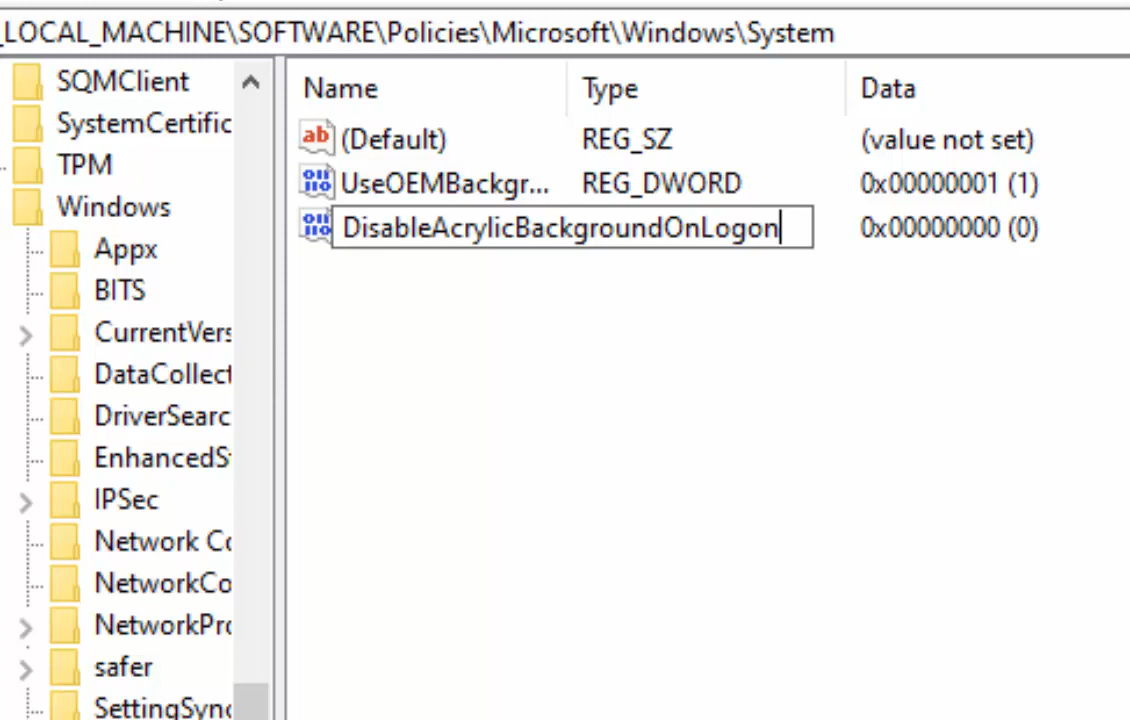 _LOCAL_MACHINE\SOFTWARE\Policies\Microsoft\Windows\System
SQMClient
SystemCertific
TPM
Windows
Appx
BITS
CurrentVers
DataCollect
DriverSearc
EnhancedS
IPSec
Network Co
NetworkCo
NetworkPro
safer
SettingSync
Name Type Data
(Default) REG_SZ (value not set)
UseOEMBackgr... REG_DWORD 0x00000001 (1)
DisableAcrylicBackgroundOnLogon 0x00000000 (0)